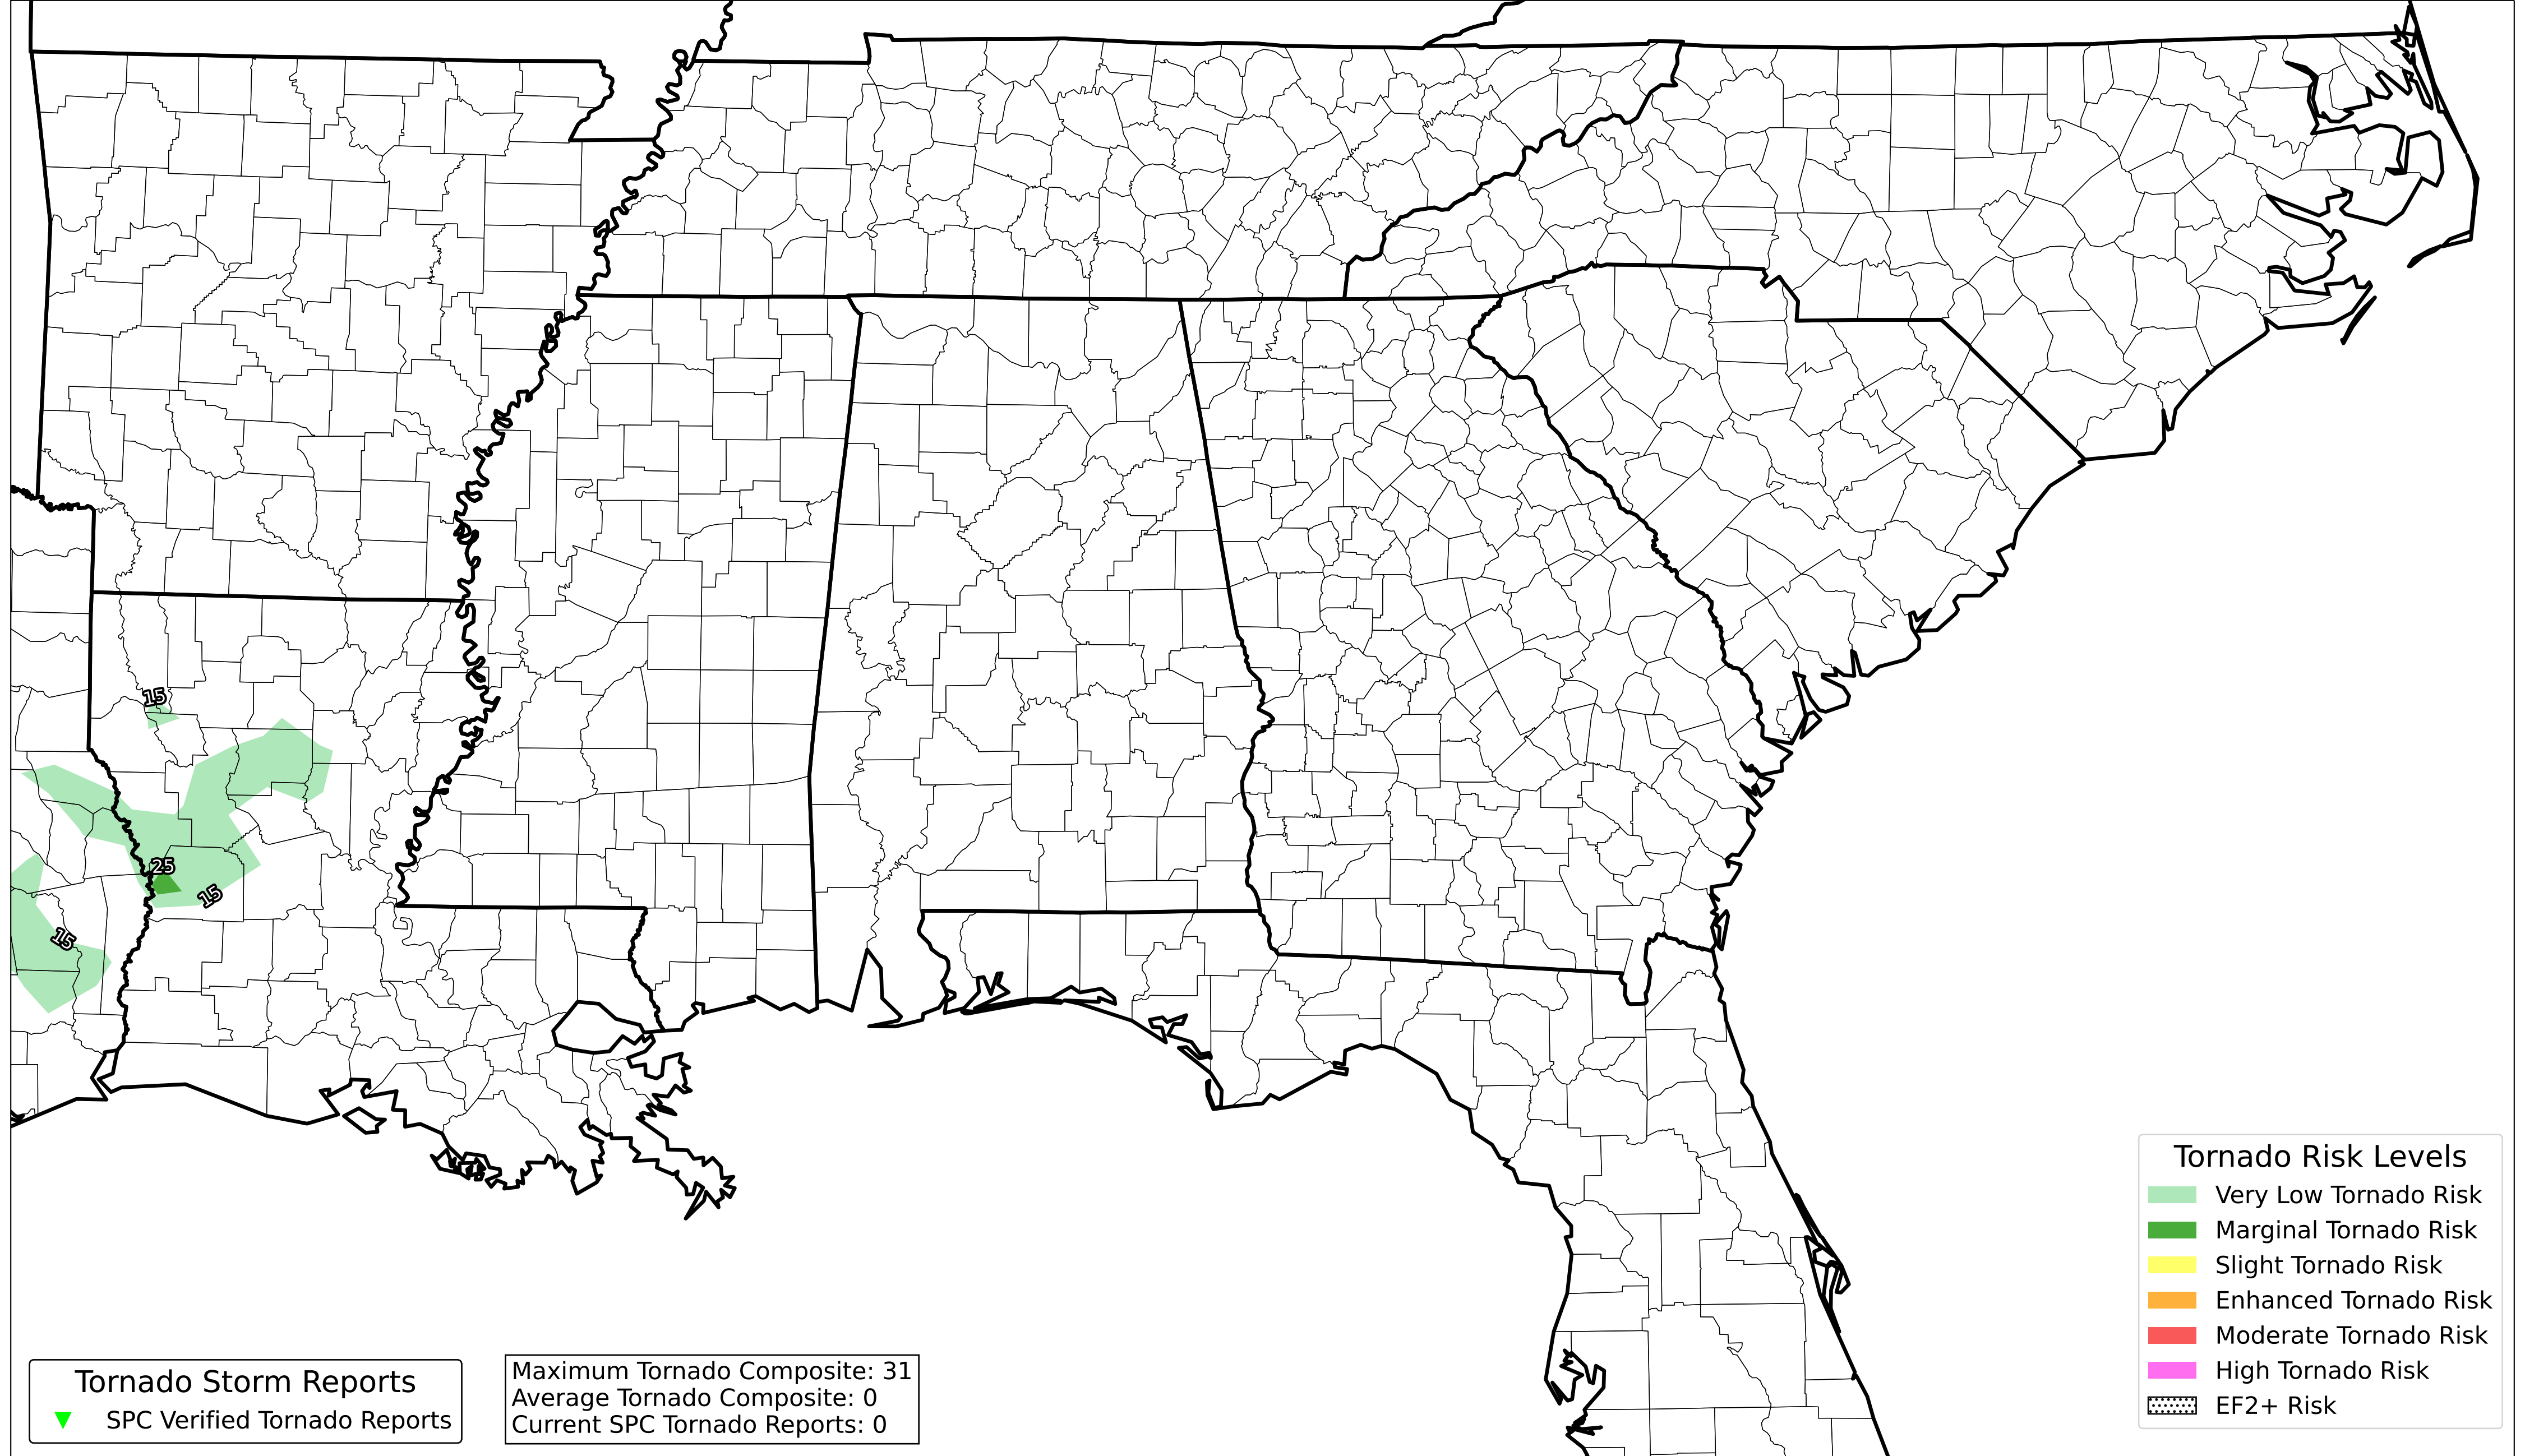 15
25
15
15
Tornado Storm Reports
SPC Verified Tornado Reports
Maximum Tornado Composite: 31
Average Tornado Composite: 0
Current SPC Tornado Reports: 0
Tornado Risk Levels
Very Low Tornado Risk
Marginal Tornado Risk
Slight Tornado Risk
Enhanced Tornado Risk
Moderate Tornado Risk
High Tornado Risk
EF2+ Risk